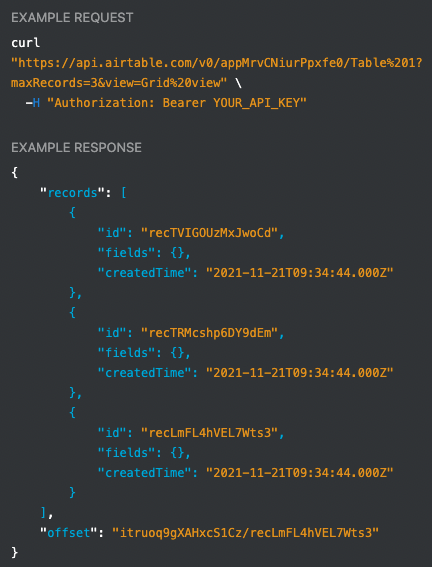 EXAMPLE REQUEST
curl
"https://api.airtable.com/v0/appMrvCNiurPpxfe0/Table%201?
maxRecords=3&view=Grid%20view" \
  -H "Authorization: Bearer YOUR_API_KEY"
EXAMPLE RESPONSE
{
    "records": [
        {
            "id": "recTVIGOUzMxJwoCd",
            "fields": {},
            "createdTime": "2021-11-21T09:34:44.000Z"
        },
        {
            "id": "recTRMcshp6DY9dEm",
            "fields": {},
            "createdTime": "2021-11-21T09:34:44.000Z"
        },
        {
            "id": "recLmFL4hVEL7Wts3",
            "fields": {},
            "createdTime": "2021-11-21T09:34:44.000Z"
        }
    ],
    "offset": "itruoq9gXAHxcS1Cz/recLmFL4hVEL7Wts3"
}